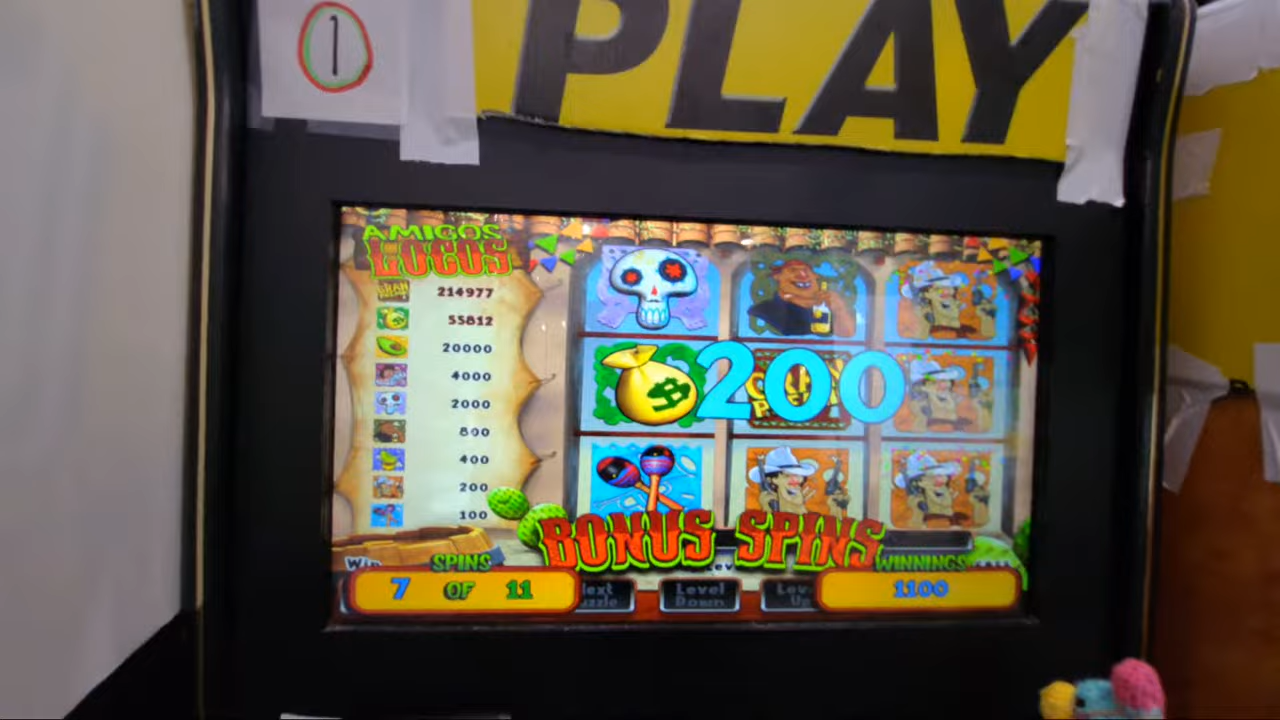 1
PLAY
AMIGOS
LOCOS
214977
55812
20000
4000
2000
800
400
200
100
200
BONUS SPINS
SPINS
7 OF 11
Level
Down
WINNINGS
1100